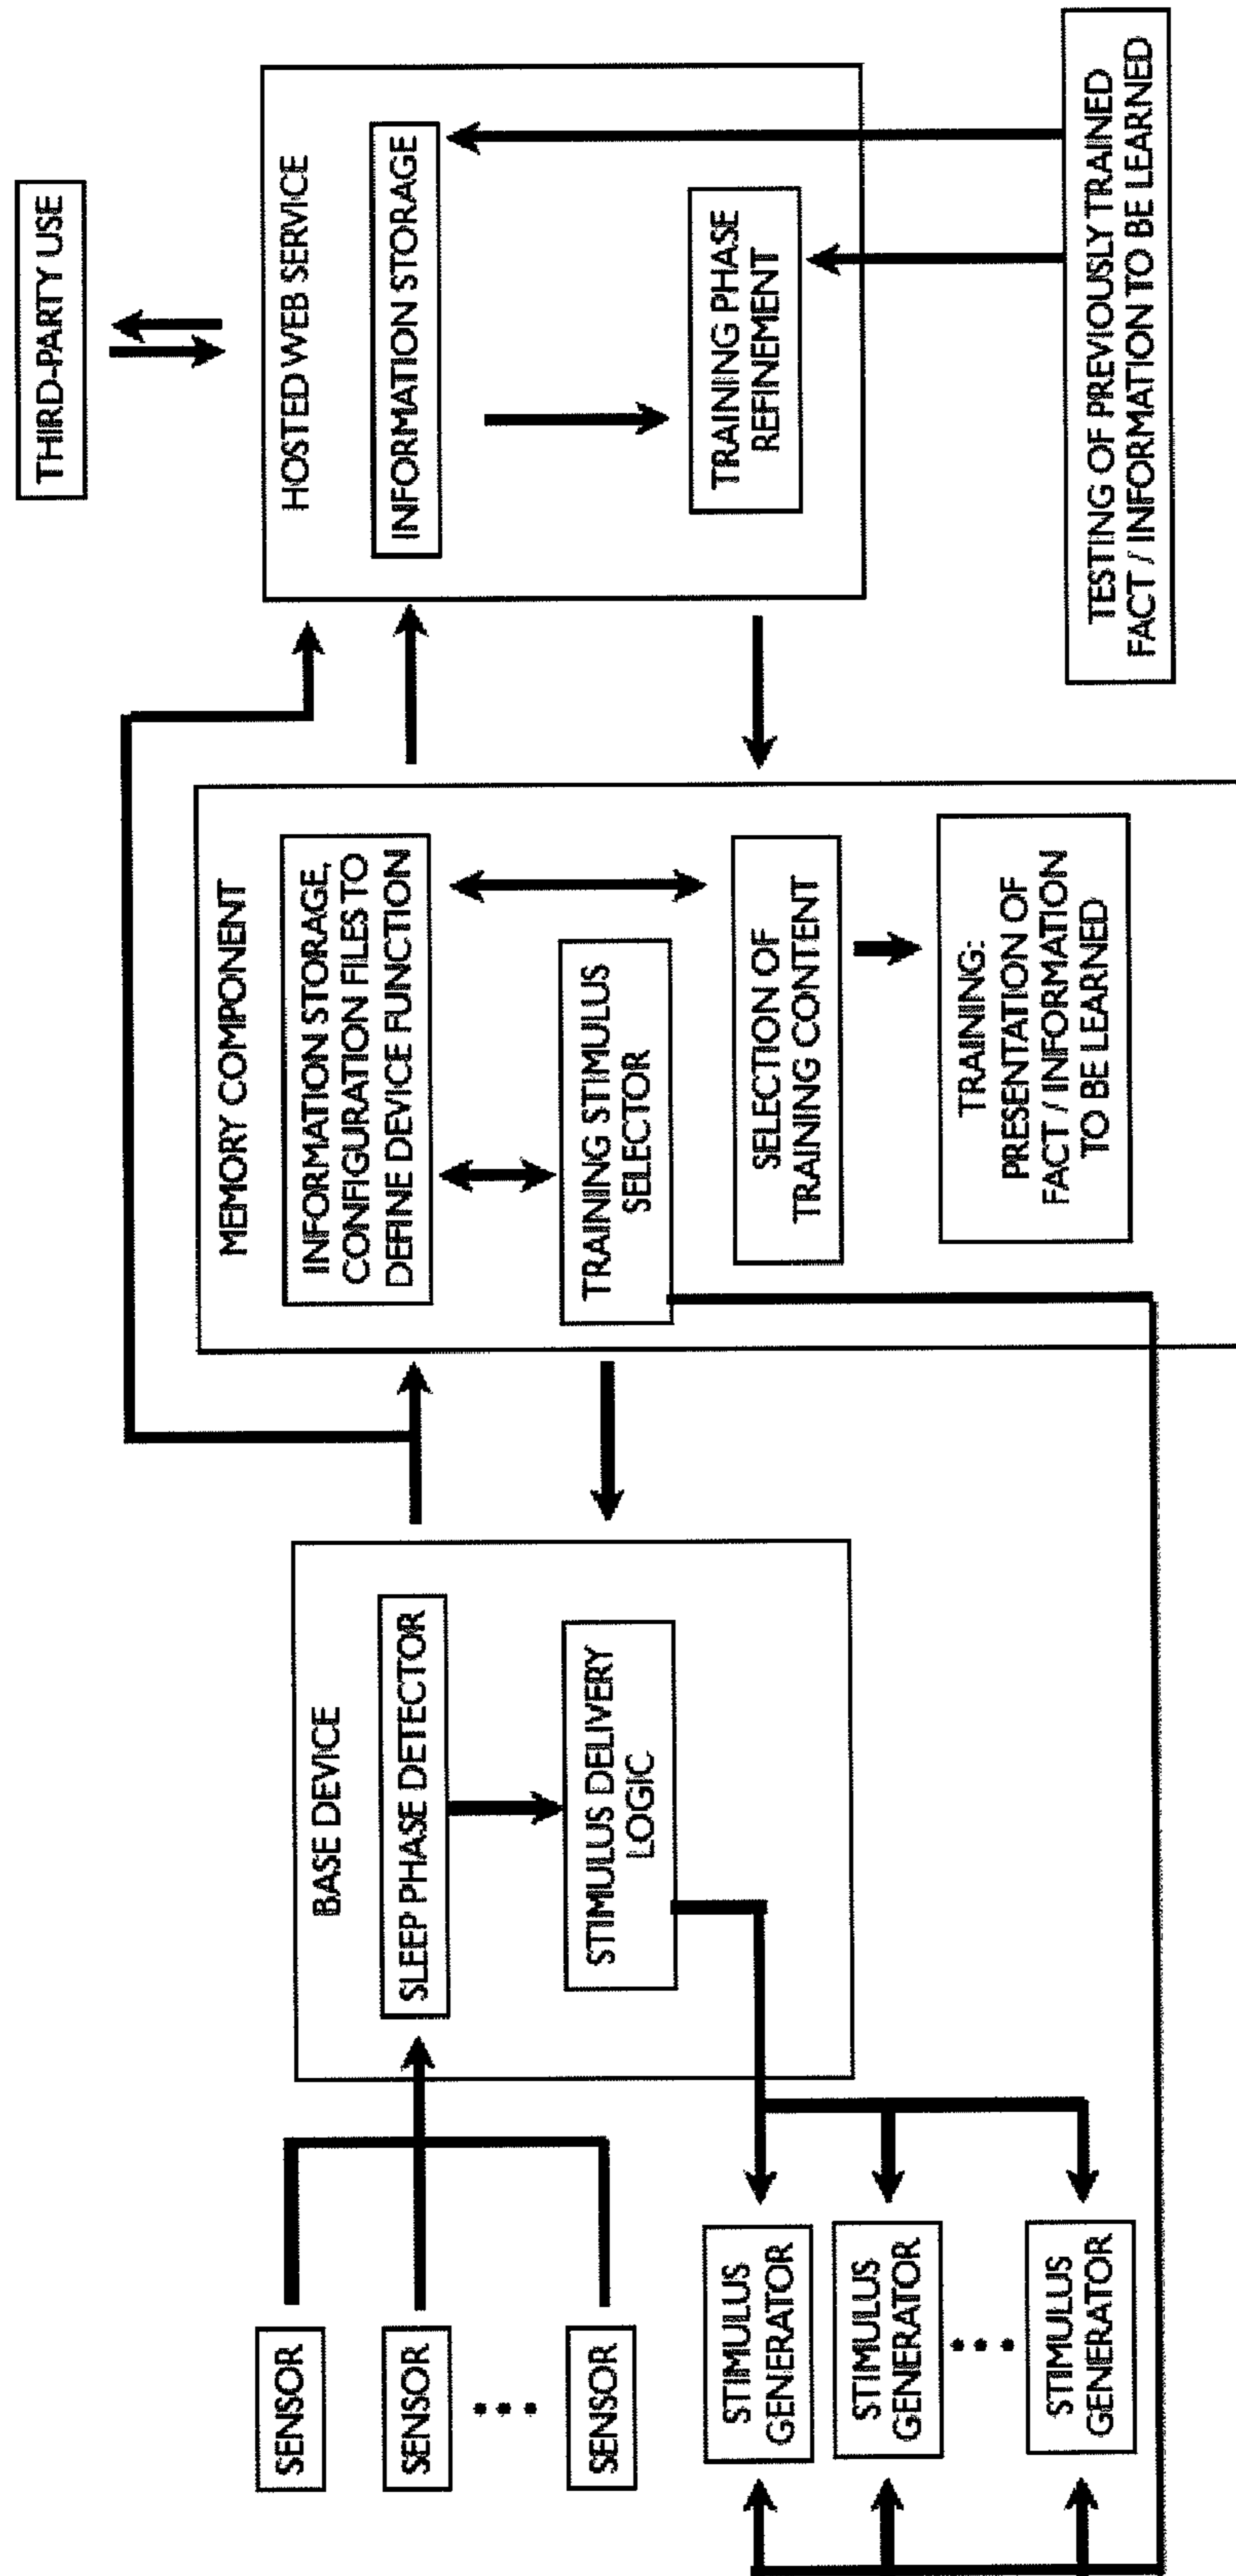 SENSOR
SENSOR
SENSOR
STIMULUS
GENERATOR
STIMULUS
GENERATOR
STIMULUS
GENERATOR
BASE DEVICE
SLEEP PHASE DETECTOR
STIMULUS DELIVERY
LOGIC
MEMORY COMPONENT
INFORMATION STORAGE,
CONFIGURATION FILES TO
DEFINE DEVICE FUNCTION
TRAINING STIMULUS
SELECTOR
SELECTION OF
TRAINING CONTENT
TRAINING:
PRESENTATION OF
FACT / INFORMATION
TO BE LEARNED
THIRD-PARTY USE
HOSTED WEB SERVICE
INFORMATION STORAGE
TRAINING PHASE
REFINEMENT
TESTING OF PREVIOUSLY TRAINED
FACT / INFORMATION TO BE LEARNED